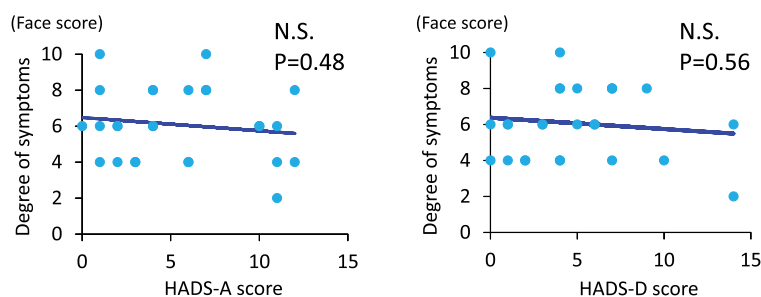 (Face score)
N.S.
P=0.48
Degree of symptoms
10
8
6
4
2
0
0 5 10 15
HADS-A score
(Face score)
N.S.
P=0.56
Degree of symptoms
10
8
6
4
2
0
0 5 10 15
HADS-D score